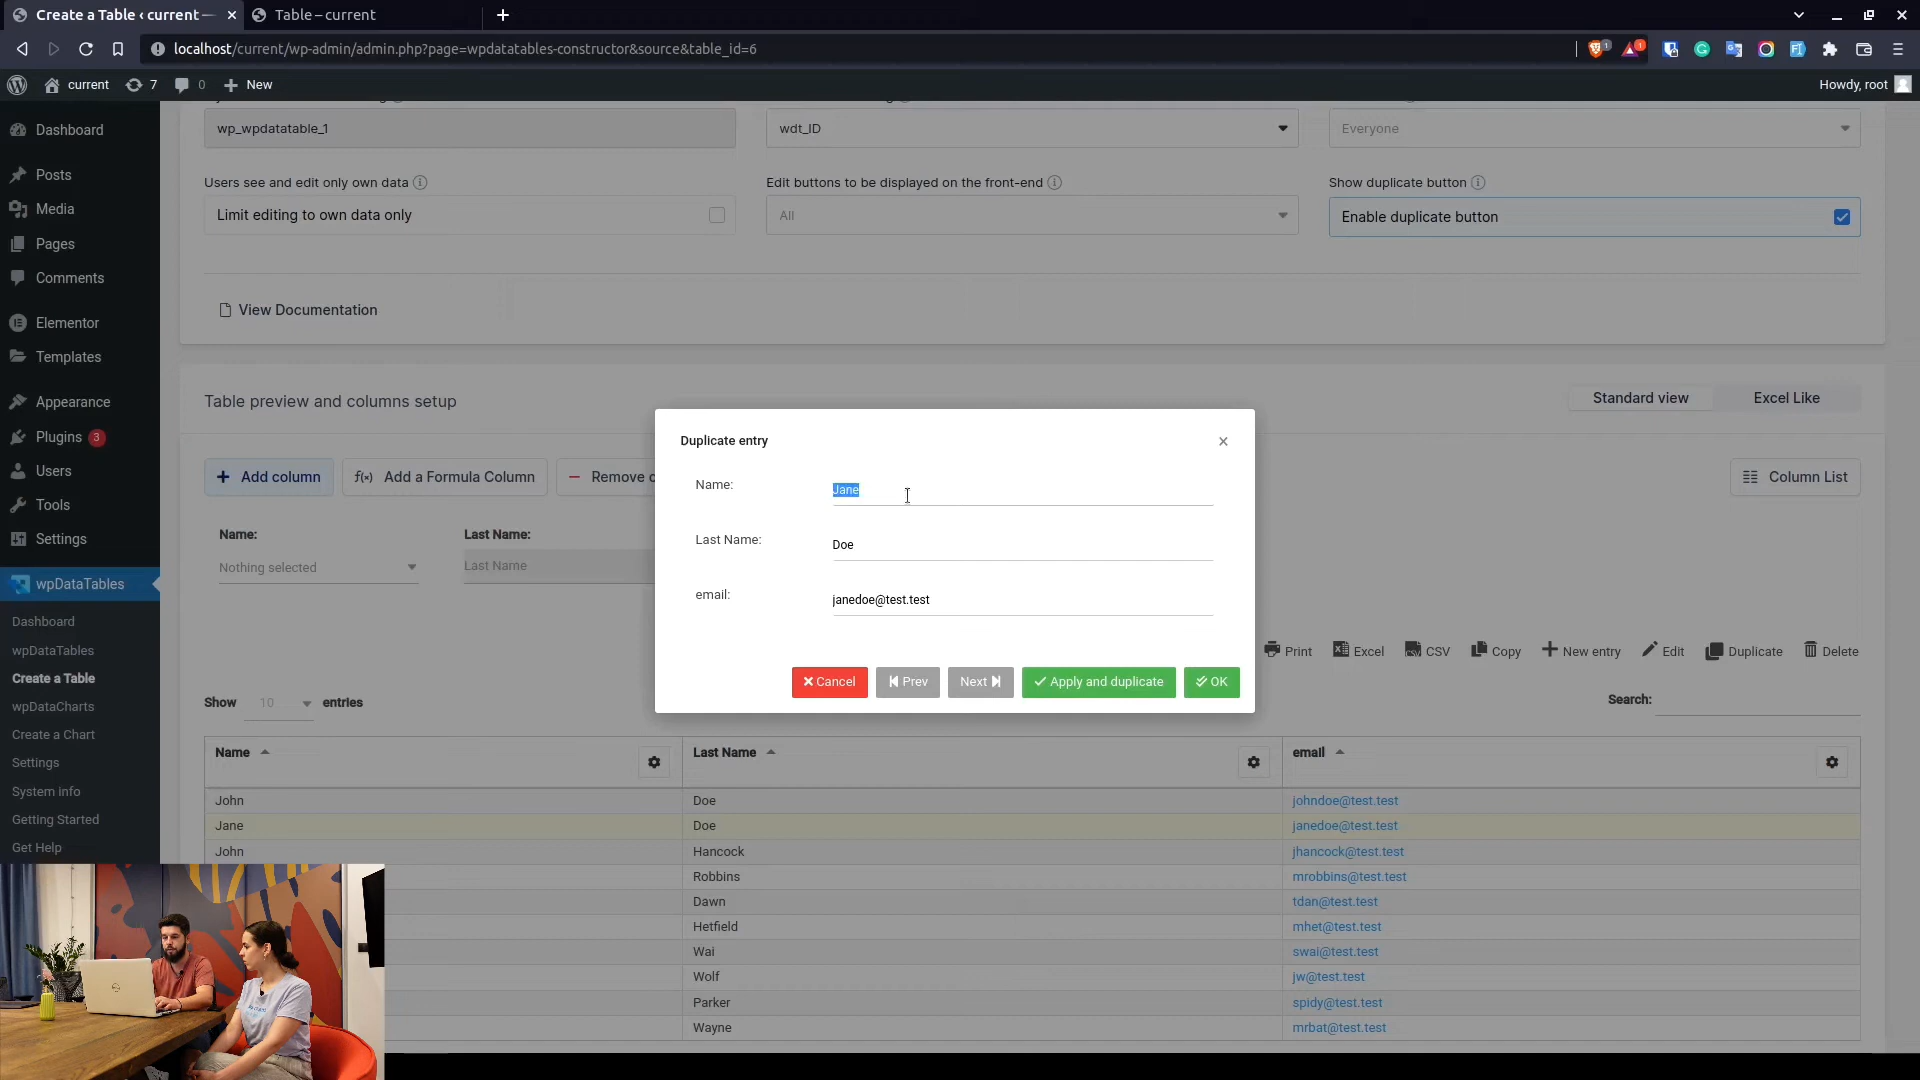 Create a Table ‹ current —
Table – current
localhost/current/wp-admin/admin.php?page=wpdatatables-constructor&source&table_id=6
1
1
current
7
0
New
Howdy, root
Dashboard
Posts
Media
Pages
Comments
Elementor
Templates
Appearance
Plugins 3
Users
Tools
Settings
wpDataTables
Dashboard
wpDataTables
Create a Table
wpDataCharts
Create a Chart
Settings
System info
Getting Started
Get Help
wp_wpdatatable_1
wdt_ID
Everyone
Users see and edit only own data
Edit buttons to be displayed on the front-end
Show duplicate button
Limit editing to own data only
All
Enable duplicate button
View Documentation
Table preview and columns setup
Standard view
Excel Like
Add column
f(x) Add a Formula Column
Remove c
Column List
Name:
Last Name:
Nothing selected
Last Name
Duplicate entry
Name:
Jane
Last Name:
Doe
email:
janedoe@test.test
Cancel
Prev
Next
Apply and duplicate
OK
Print
Excel
CSV
Copy
New entry
Edit
Duplicate
Delete
Show 10 entries
Search:
Name Last Name email
John Doe johndoe@test.test
Jane Doe janedoe@test.test
John Hancock jhancock@test.test
Robbins mrobbins@test.test
Dawn tdan@test.test
Hetfield mhet@test.test
Wai swai@test.test
Wolf jw@test.test
Parker spidy@test.test
Wayne mrbat@test.test